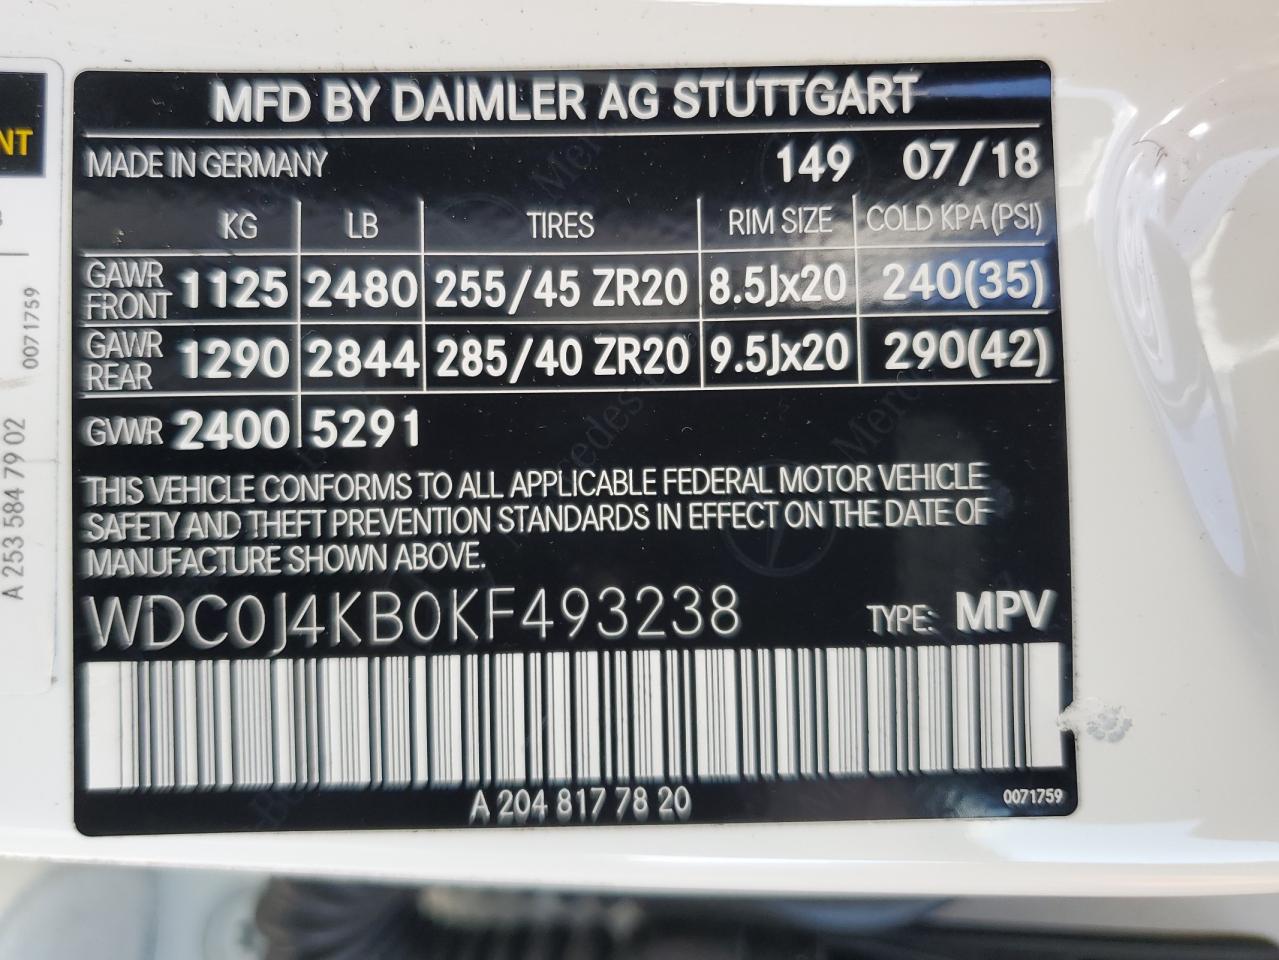 MFD BY DAIMLER AG STUTTGART
MADE IN GERMANY 149 07/18
KG LB TIRES RIM SIZE COLD KPA (PSI)
GAWR FRONT 1125 2480 255/45 ZR20 8.5Jx20 240(35)
GAWR REAR 1290 2844 285/40 ZR20 9.5Jx20 290(42)
GVWR 2400 5291
THIS VEHICLE CONFORMS TO ALL APPLICABLE FEDERAL MOTOR VEHICLE
SAFETY AND THEFT PREVENTION STANDARDS IN EFFECT ON THE DATE OF
MANUFACTURE SHOWN ABOVE.
WDC0J4KB0KF493238 TYPE: MPV
A 204 817 78 20 0071759
NT
0071759
A 253 584 79 02